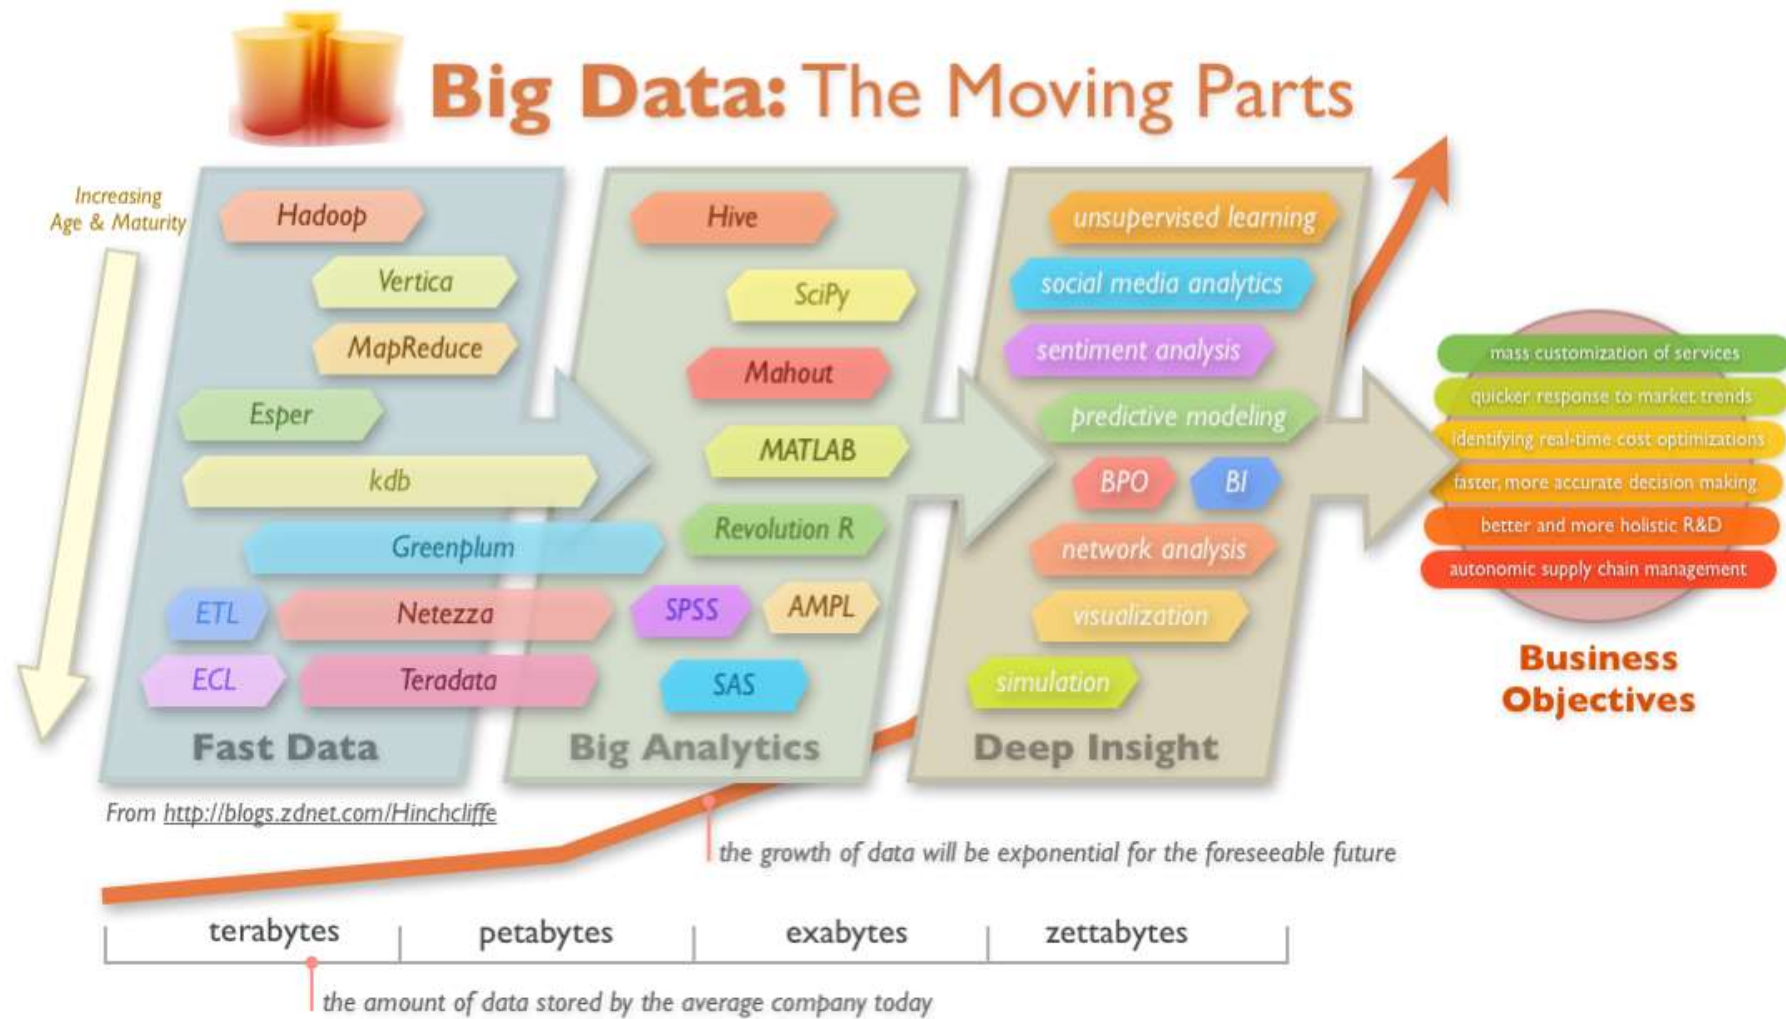 Big Data: The Moving Parts
Increasing
Age & Maturity
Hadoop
Vertica
MapReduce
Esper
kdb
Greenplum
ETL
Netezza
ECL
Teradata
Fast Data
Hive
SciPy
Mahout
MATLAB
Revolution R
SPSS
AMPL
SAS
Big Analytics
unsupervised learning
social media analytics
sentiment analysis
predictive modeling
BPO
BI
network analysis
visualization
simulation
Deep Insight
mass customization of services
quicker response to market trends
identifying real-time cost optimizations
faster, more accurate decision making
better and more holistic R&D
autonomic supply chain management
Business
Objectives
From http://blogs.zdnet.com/Hinchcliffe
the growth of data will be exponential for the foreseeable future
terabytes
petabytes
exabytes
zettabytes
the amount of data stored by the average company today